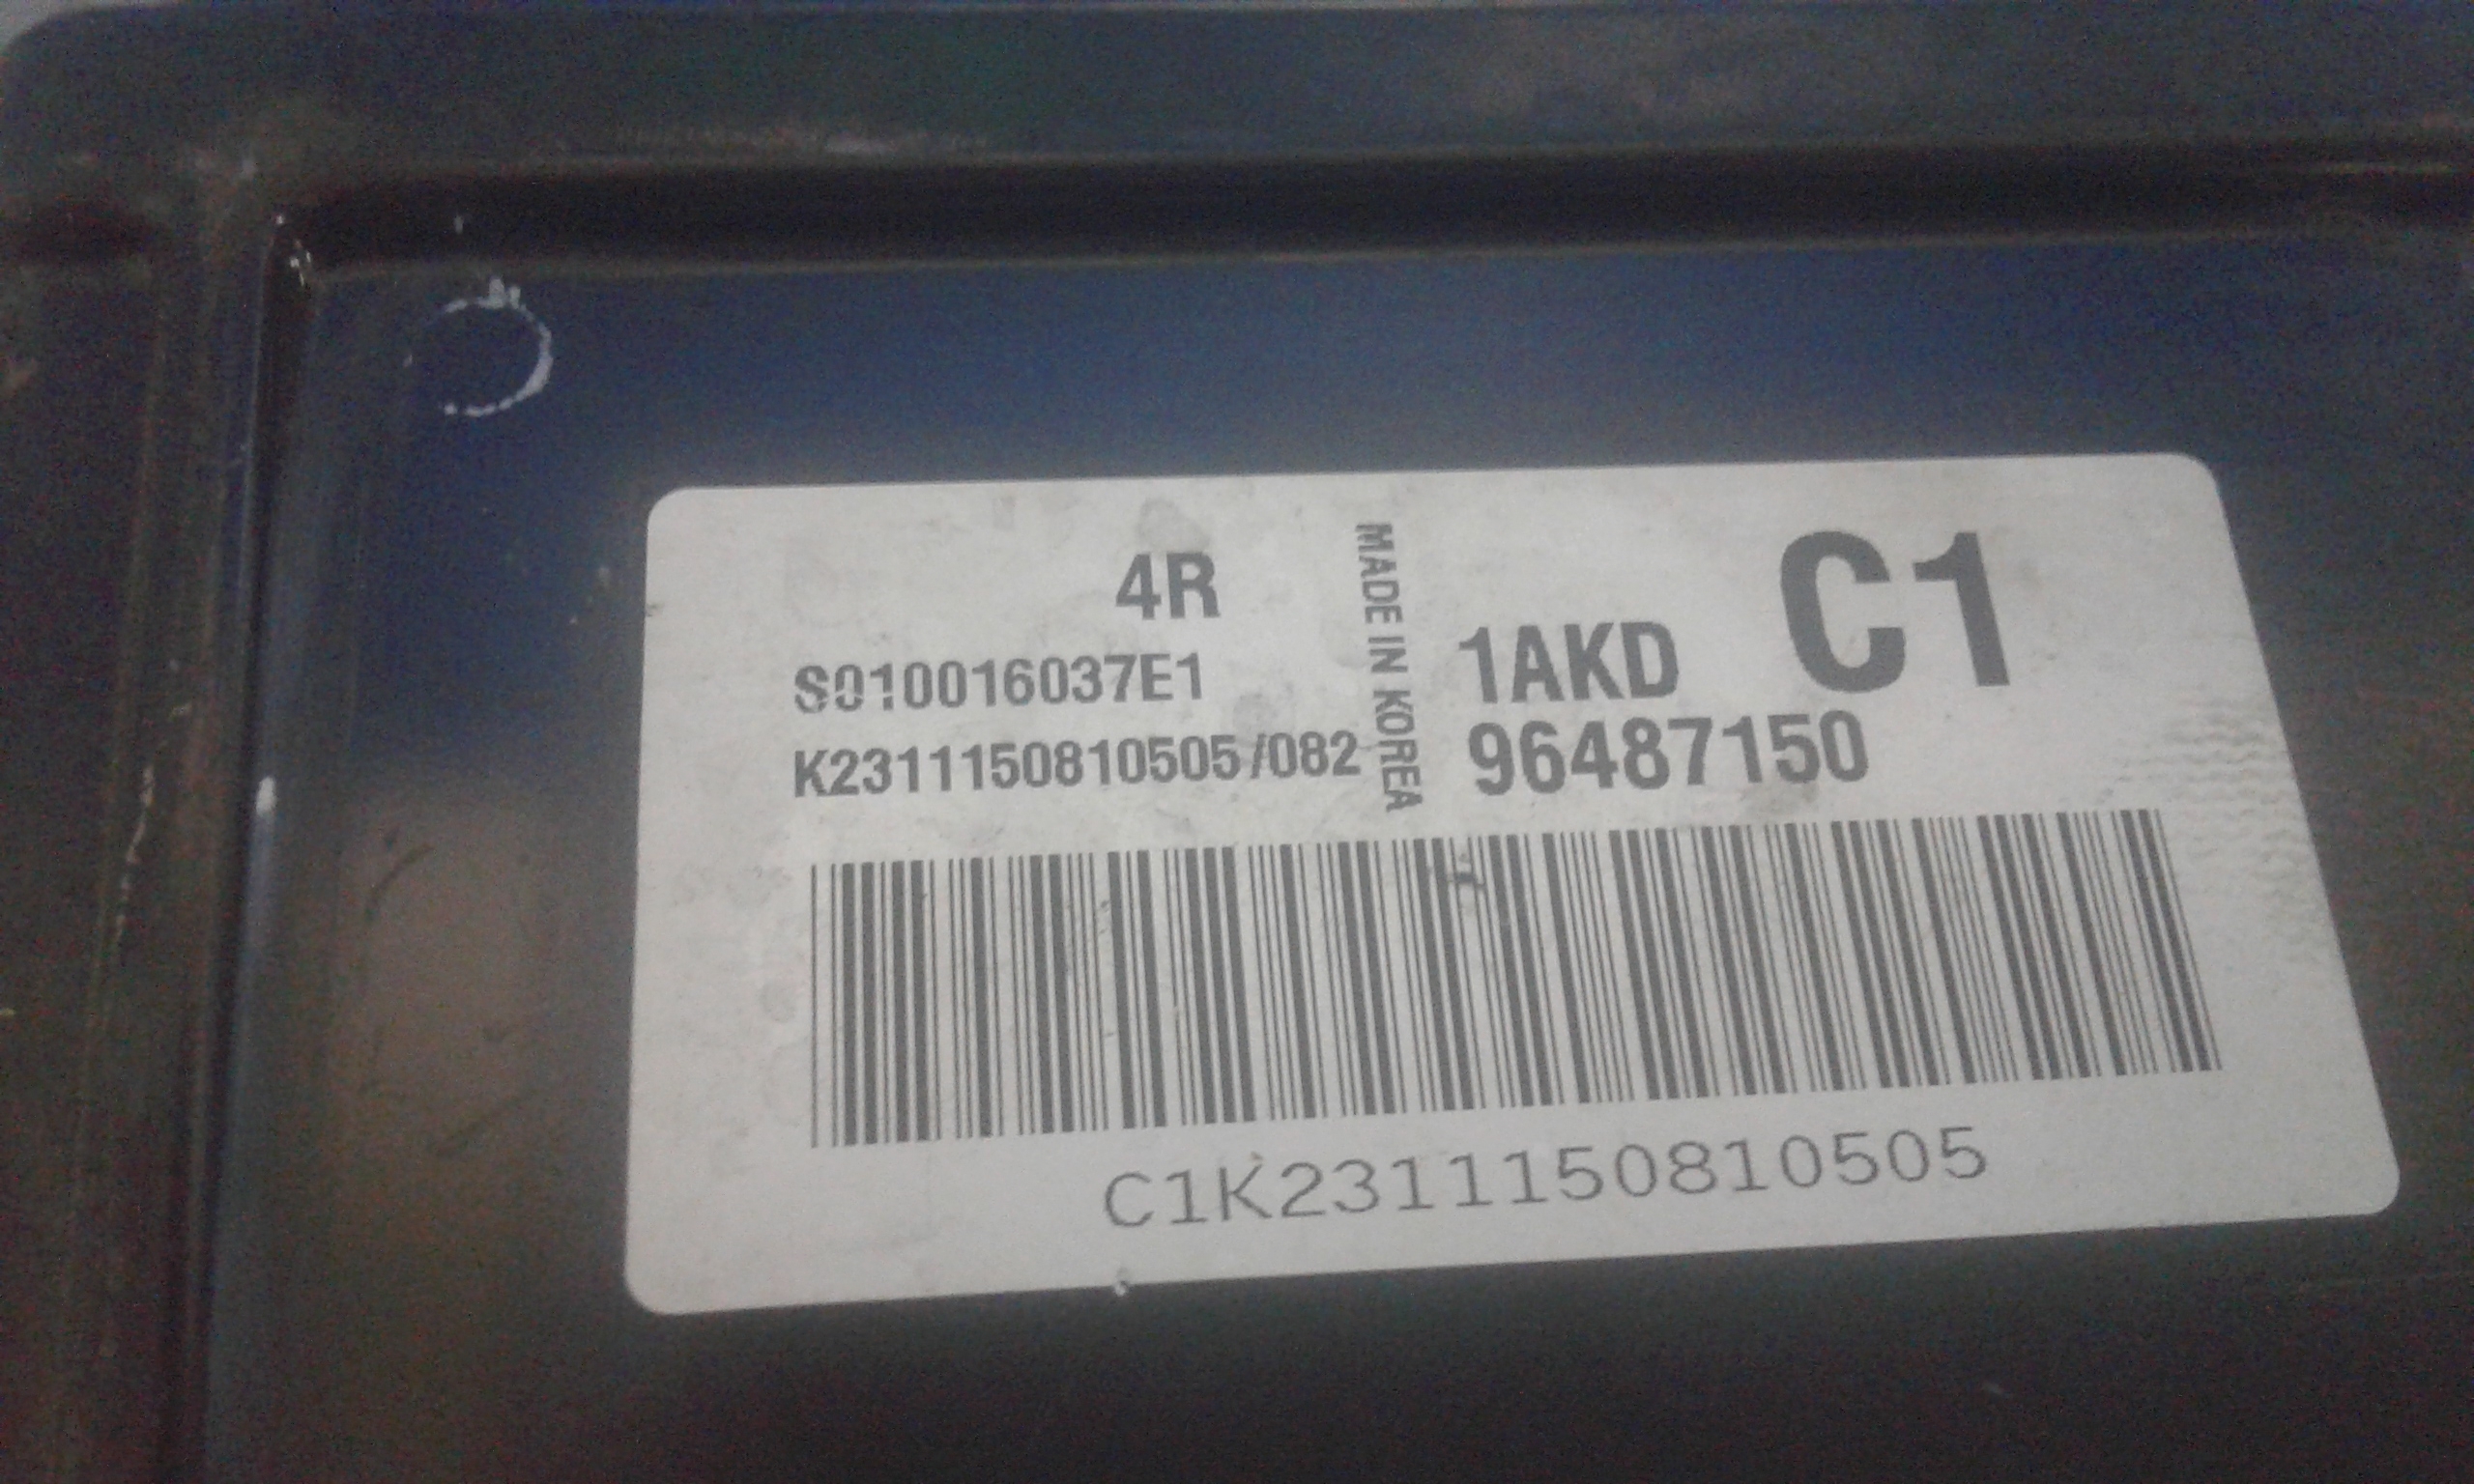 4R
S010016037E1
K2311150810505/082
MADE IN KOREA
C1
1AKD
96487150
C1K2311150810505